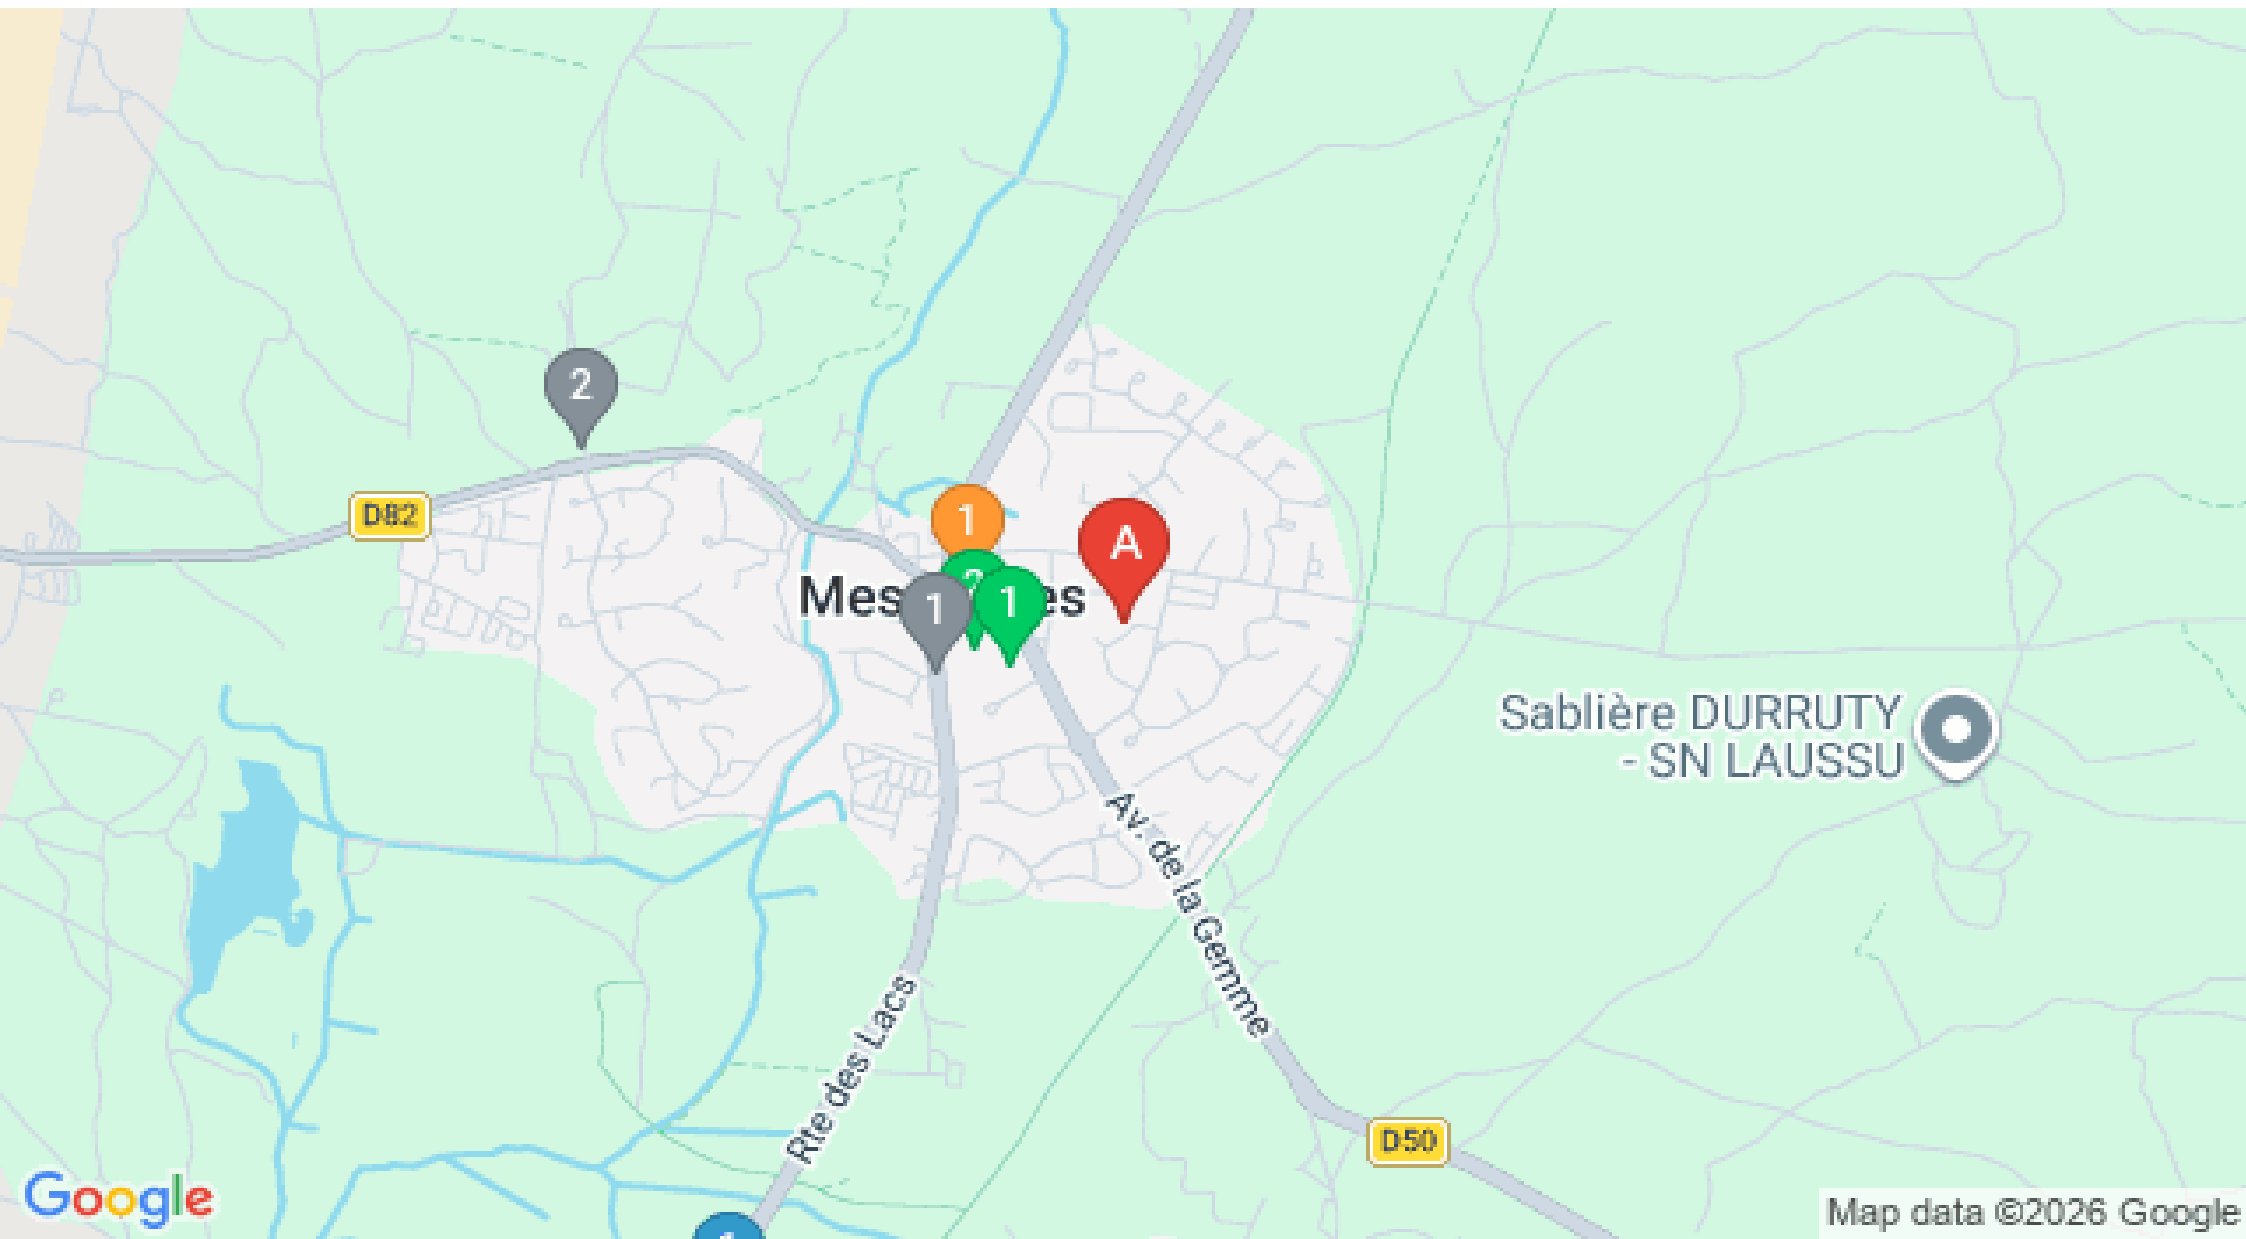 2
D82
1
A
2
Mes
1
1
es
Sablière DURRUTY
- SN LAUSSU
Av. de la Gemme
Rte des Lacs
D50
Google
Map data ©2026 Google